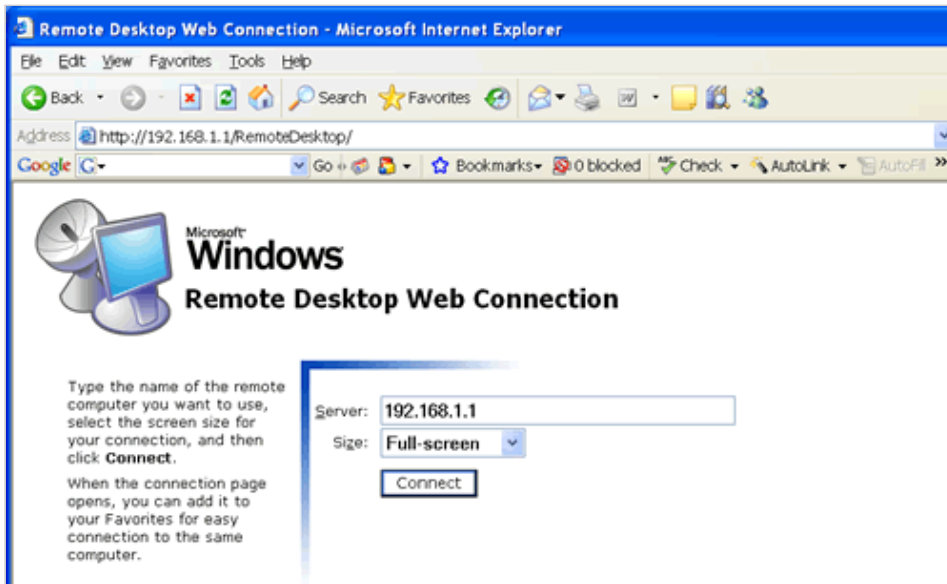 Remote Desktop Web Connection - Microsoft Internet Explorer
File Edit View Favorites Tools Help
Back Search Favorites
Address http://192.168.1.1/RemoteDesktop/
Google G Go Bookmarks 0 blocked ABC Check AutoLink AutoFill »
Microsoft
Windows
Remote Desktop Web Connection
Type the name of the remote
computer you want to use,
select the screen size for
your connection, and then
click Connect.
When the connection page
opens, you can add it to
your Favorites for easy
connection to the same
computer.
Server: 192.168.1.1
Size: Full-screen
Connect